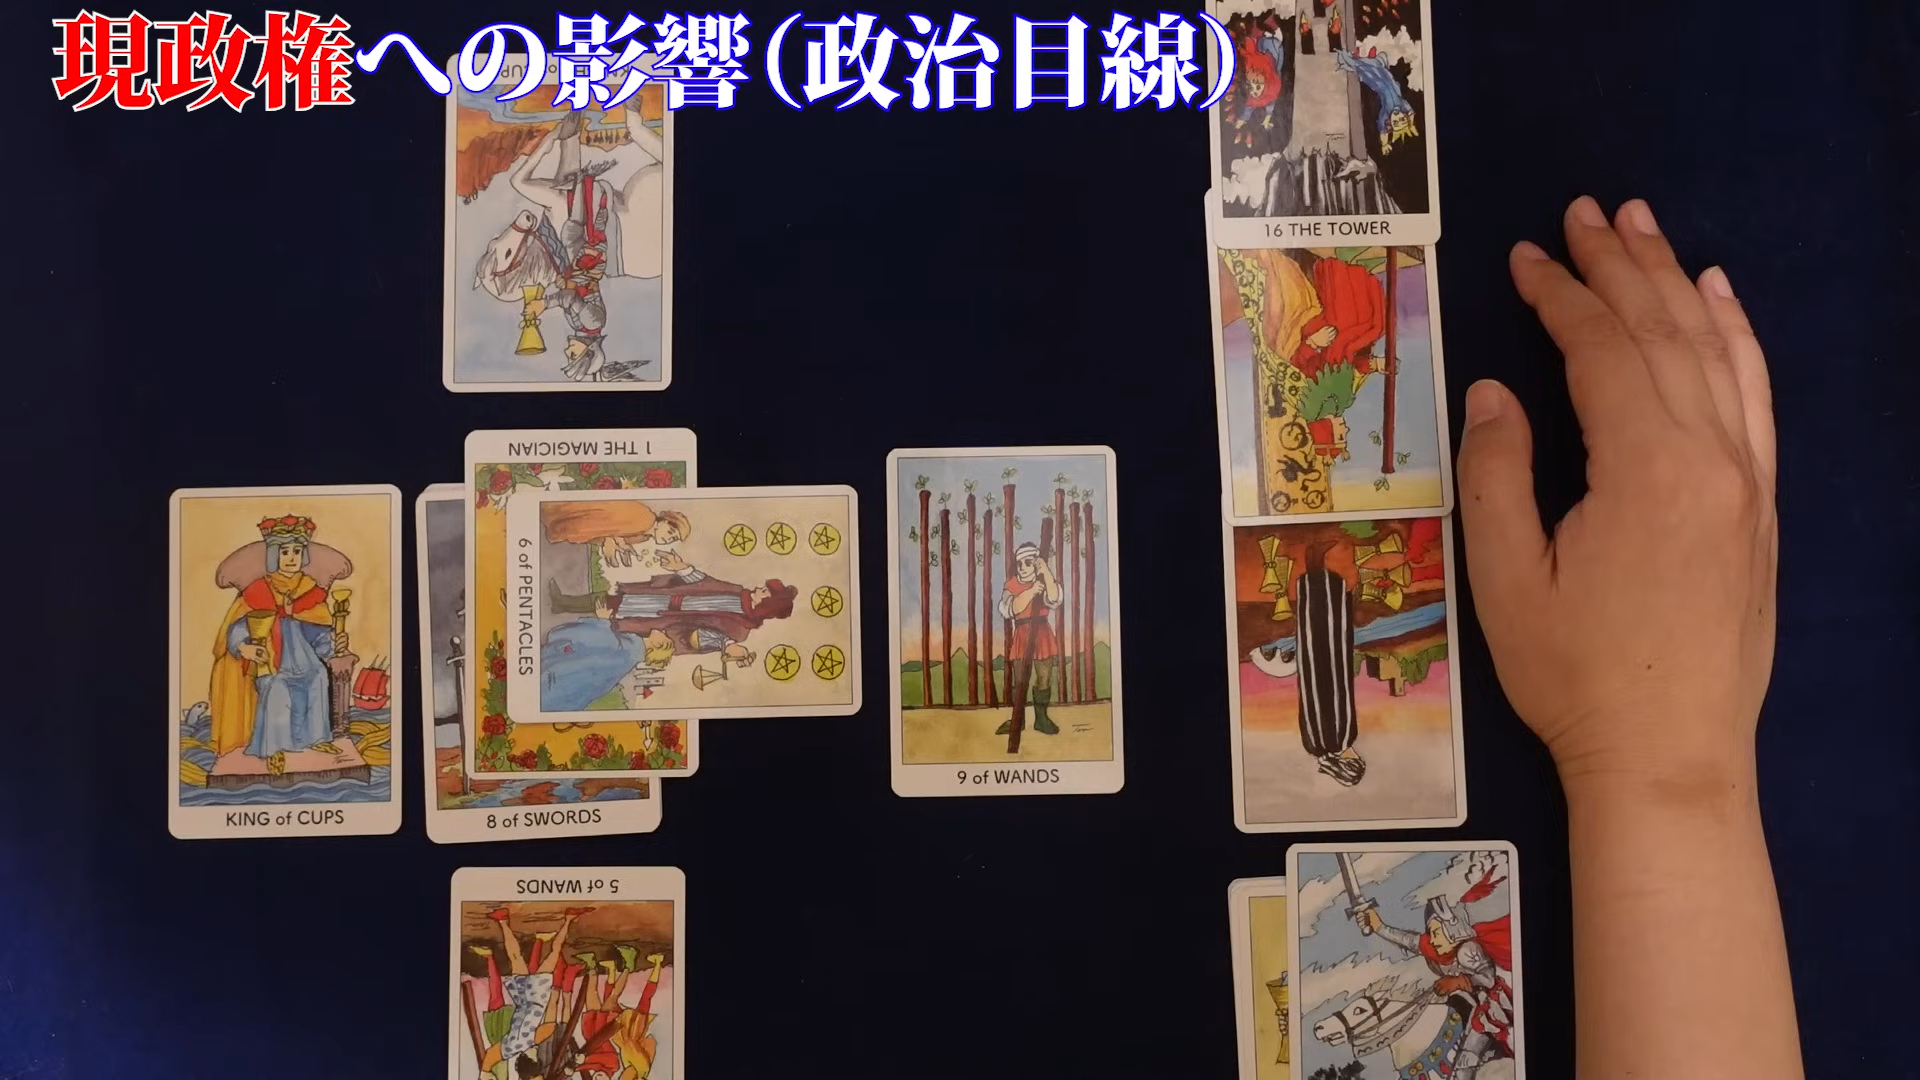 現政権への影響(政治目線)
16 THE TOWER
1 THE MAGICIAN
6 of PENTACLES
9 of WANDS
KING of CUPS
8 of SWORDS
5 of WANDS